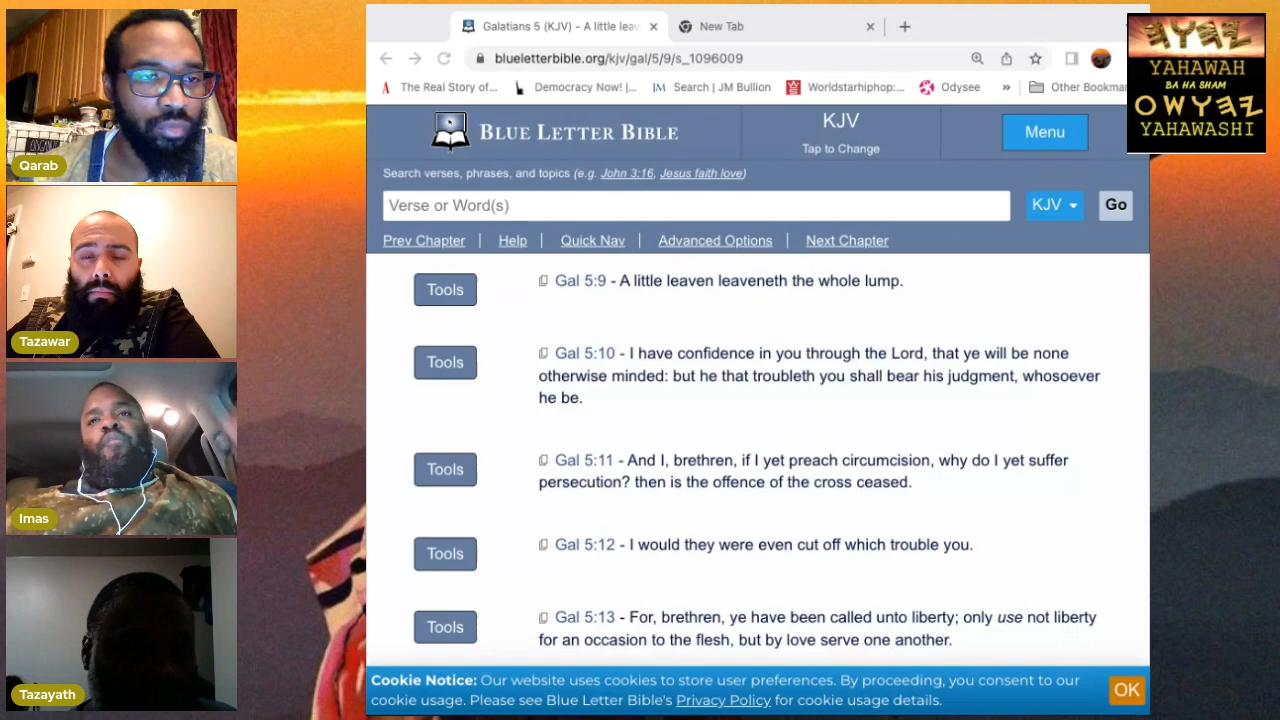 Qarab
Tazawar
Imas
Tazayath
Galatians 5 (KJV) - A little leav
New Tab
blueletterbible.org/kjv/gal/5/9/s_1096009
The Real Story of...
Democracy Now! |...
Search | JM Bullion
Worldstarhiphop:...
Odysee
»
Other Bookmar
BLUE LETTER BIBLE
KJV
Tap to Change
Menu
Search verses, phrases, and topics (e.g. John 3:16, Jesus faith love)
Verse or Word(s)
KJV
Go
Prev Chapter | Help | Quick Nav | Advanced Options | Next Chapter
Tools
Gal 5:9 - A little leaven leaveneth the whole lump.
Tools
Gal 5:10 - I have confidence in you through the Lord, that ye will be none
otherwise minded: but he that troubleth you shall bear his judgment, whosoever
he be.
Tools
Gal 5:11 - And I, brethren, if I yet preach circumcision, why do I yet suffer
persecution? then is the offence of the cross ceased.
Tools
Gal 5:12 - I would they were even cut off which trouble you.
Tools
Gal 5:13 - For, brethren, ye have been called unto liberty; only use not liberty
for an occasion to the flesh, but by love serve one another.
Cookie Notice: Our website uses cookies to store user preferences. By proceeding, you consent to our
cookie usage. Please see Blue Letter Bible's Privacy Policy for cookie usage details.
OK
YAHAWAH
BA HA SHAM
YAHAWASHI